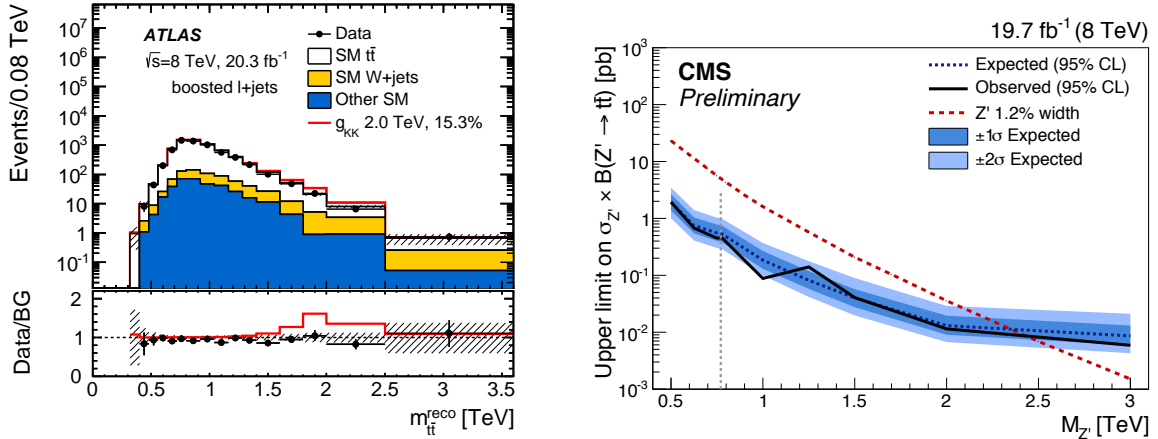 Events/0.08 TeV
10⁷
10⁶
10⁵
10⁴
10³
10²
10
1
10⁻¹
ATLAS
√s=8 TeV, 20.3 fb⁻¹
boosted l+jets
Data
SM tt̄
SM W+jets
Other SM
g_KK 2.0 TeV, 15.3%
Data/BG
2
1
0
0 0.5 1 1.5 2 2.5 3 3.5
m_tt̄^reco [TeV]
19.7 fb⁻¹ (8 TeV)
Upper limit on σ_Z' × B(Z' → tt̄) [pb]
10³
10²
10
1
10⁻¹
10⁻²
10⁻³
CMS
Preliminary
Expected (95% CL)
Observed (95% CL)
Z' 1.2% width
±1σ Expected
±2σ Expected
0.5 1 1.5 2 2.5 3
M_Z' [TeV]